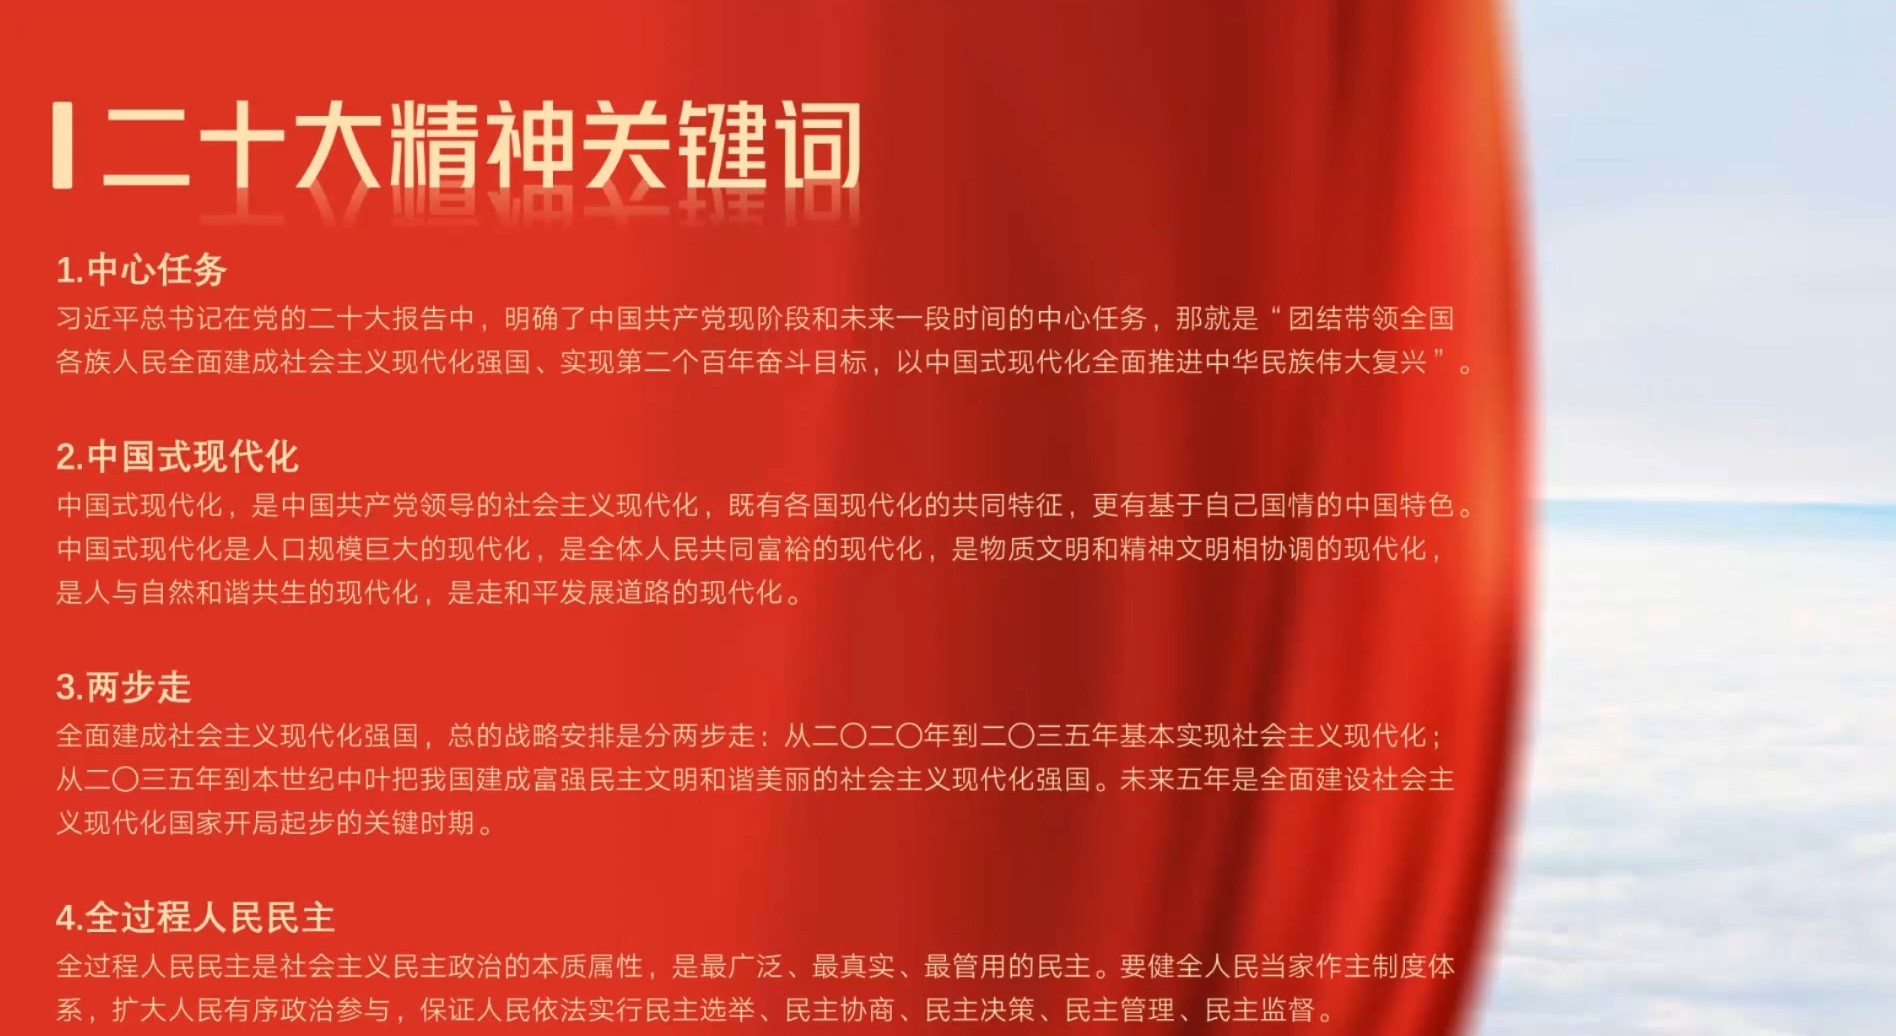 二十大精神关键词
1.中心任务
习近平总书记在党的二十大报告中，明确了中国共产党现阶段和未来一段时间的中心任务，那就是“团结带领全国
各族人民全面建成社会主义现代化强国、实现第二个百年奋斗目标，以中国式现代化全面推进中华民族伟大复兴”。
2.中国式现代化
中国式现代化，是中国共产党领导的社会主义现代化，既有各国现代化的共同特征，更有基于自己国情的中国特色。
中国式现代化是人口规模巨大的现代化，是全体人民共同富裕的现代化，是物质文明和精神文明相协调的现代化，
是人与自然和谐共生的现代化，是走和平发展道路的现代化。
3.两步走
全面建成社会主义现代化强国，总的战略安排是分两步走：从二〇二〇年到二〇三五年基本实现社会主义现代化；
从二〇三五年到本世纪中叶把我国建成富强民主文明和谐美丽的社会主义现代化强国。未来五年是全面建设社会主
义现代化国家开局起步的关键时期。
4.全过程人民民主
全过程人民民主是社会主义民主政治的本质属性，是最广泛、最真实、最管用的民主。要健全人民当家作主制度体
系，扩大人民有序政治参与，保证人民依法实行民主选举、民主协商、民主决策、民主管理、民主监督。